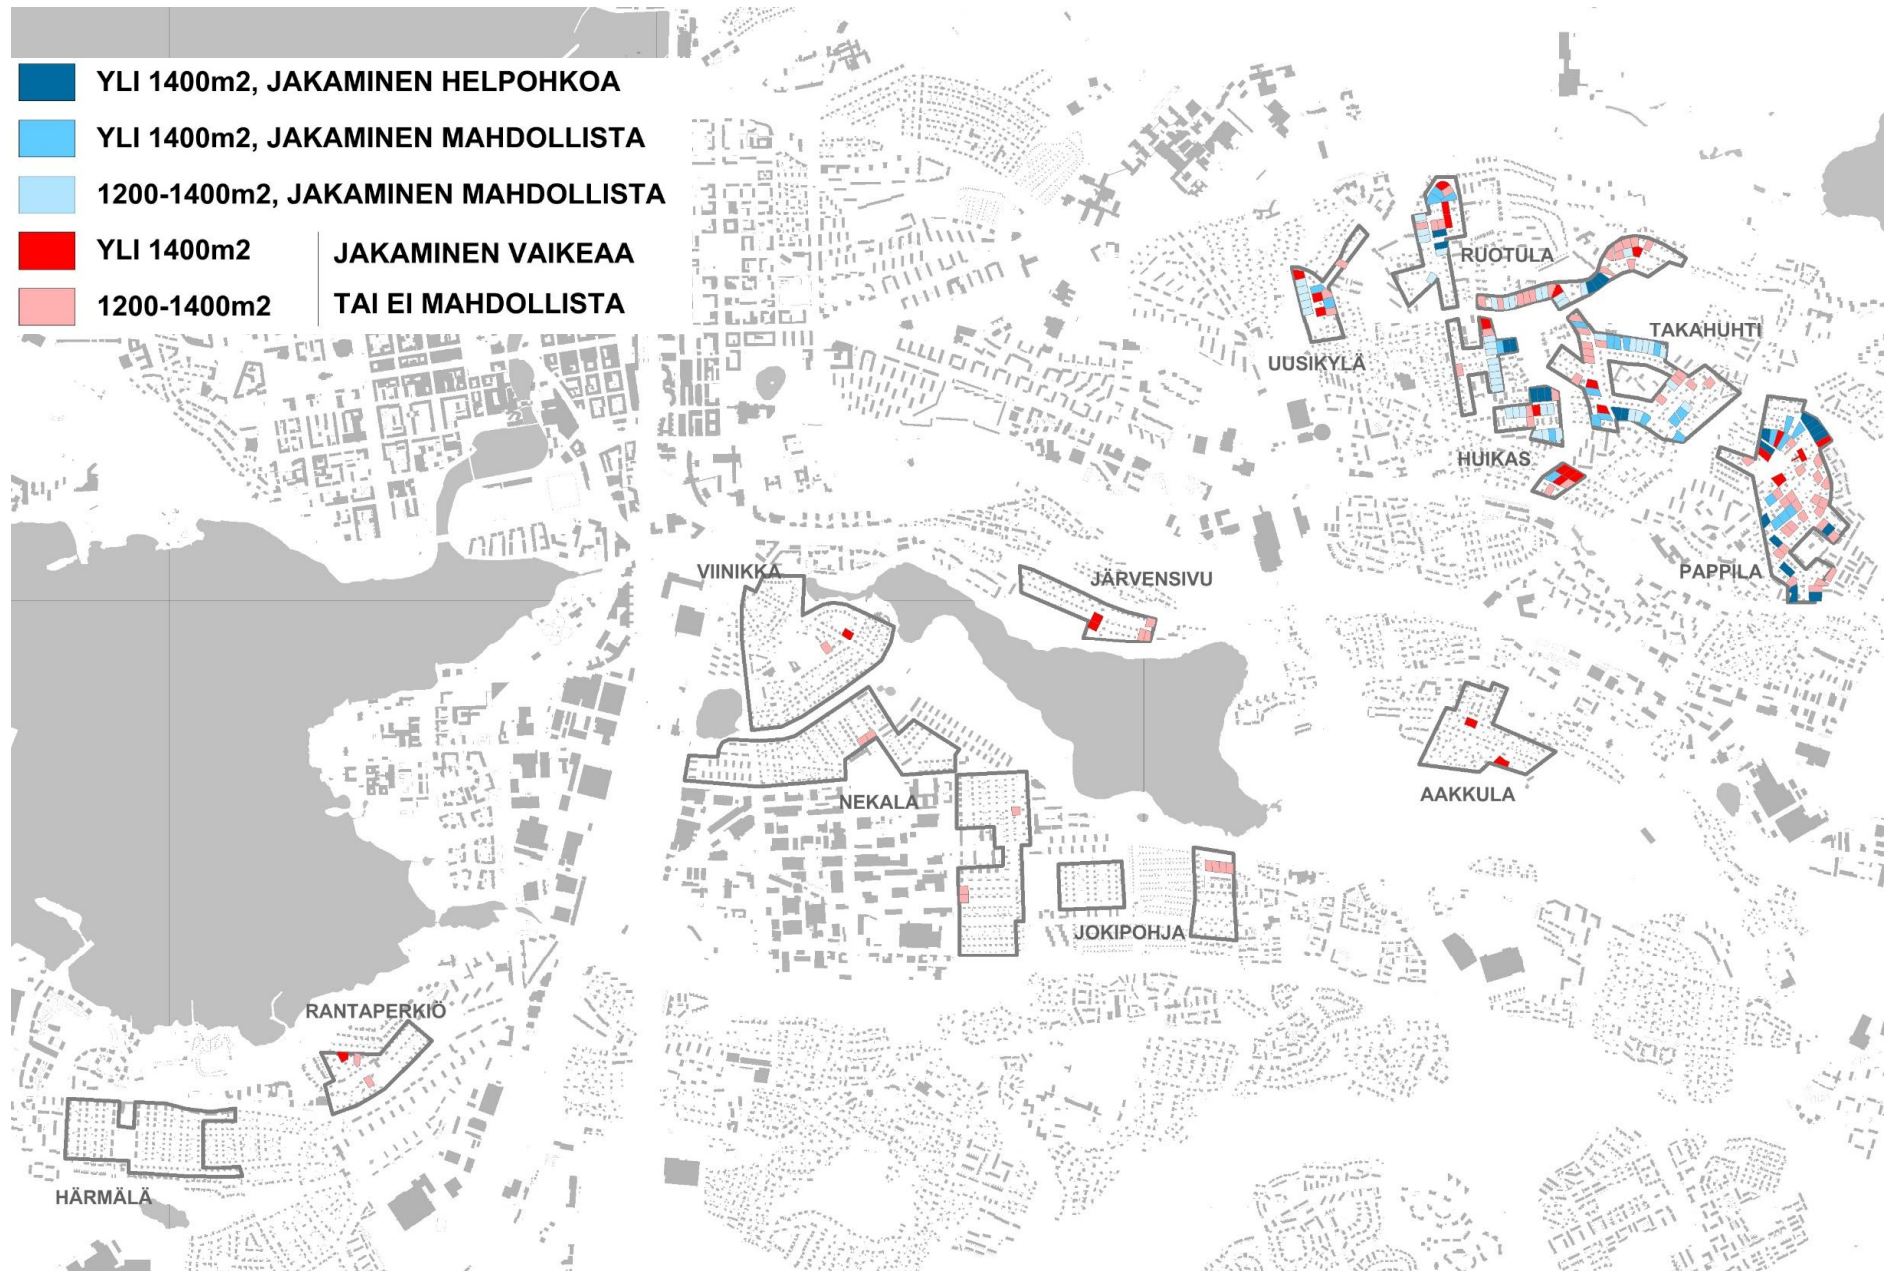 YLI 1400m2, JAKAMINEN HELPOHKOA
YLI 1400m2, JAKAMINEN MAHDOLLISTA
1200-1400m2, JAKAMINEN MAHDOLLISTA
YLI 1400m2
JAKAMINEN VAIKEAA
1200-1400m2
TAI EI MAHDOLLISTA
RUOTULA
TAKAHUHTI
UUSIKYLÄ
HUIKAS
PAPPILA
VIINIKKA
JÄRVENSIVU
NEKALA
AAKKULA
JOKIPOHJA
RANTAPERKIÖ
HÄRMÄLÄ